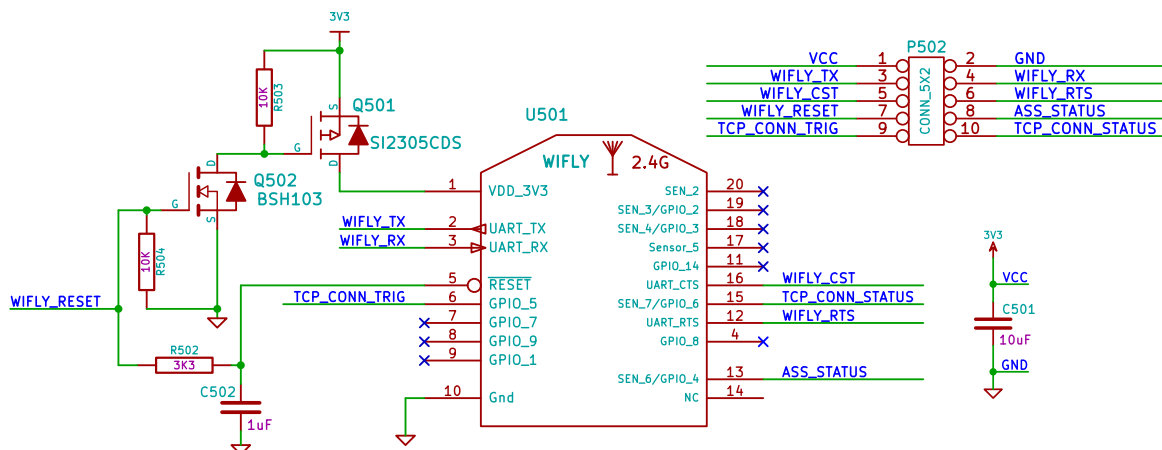 3V3
S
10K
R503
Q501
G
SI2305CDS
D
D
Q502
BSH103
G
S
10K
R504
WIFLY_RESET
R502
3K3
C502
1uF
U501
WIFLY 2.4G
1 VDD_3V3
WIFLY_TX 2 UART_TX
WIFLY_RX 3 UART_RX
5 RESET
TCP_CONN_TRIG 6 GPIO_5
7 GPIO_7
8 GPIO_9
9 GPIO_1
10 Gnd
SEN_2 20
SEN_3/GPIO_2 19
SEN_4/GPIO_3 18
Sensor_5 17
GPIO_14 11
UART_CTS 16 WIFLY_CST
SEN_7/GPIO_6 15 TCP_CONN_STATUS
UART_RTS 12 WIFLY_RTS
GPIO_8 4
SEN_6/GPIO_4 13 ASS_STATUS
NC 14
P502
CONN_5X2
VCC 1 2 GND
WIFLY_TX 3 4 WIFLY_RX
WIFLY_CST 5 6 WIFLY_RTS
WIFLY_RESET 7 8 ASS_STATUS
TCP_CONN_TRIG 9 10 TCP_CONN_STATUS
3V3
VCC
C501
10uF
GND